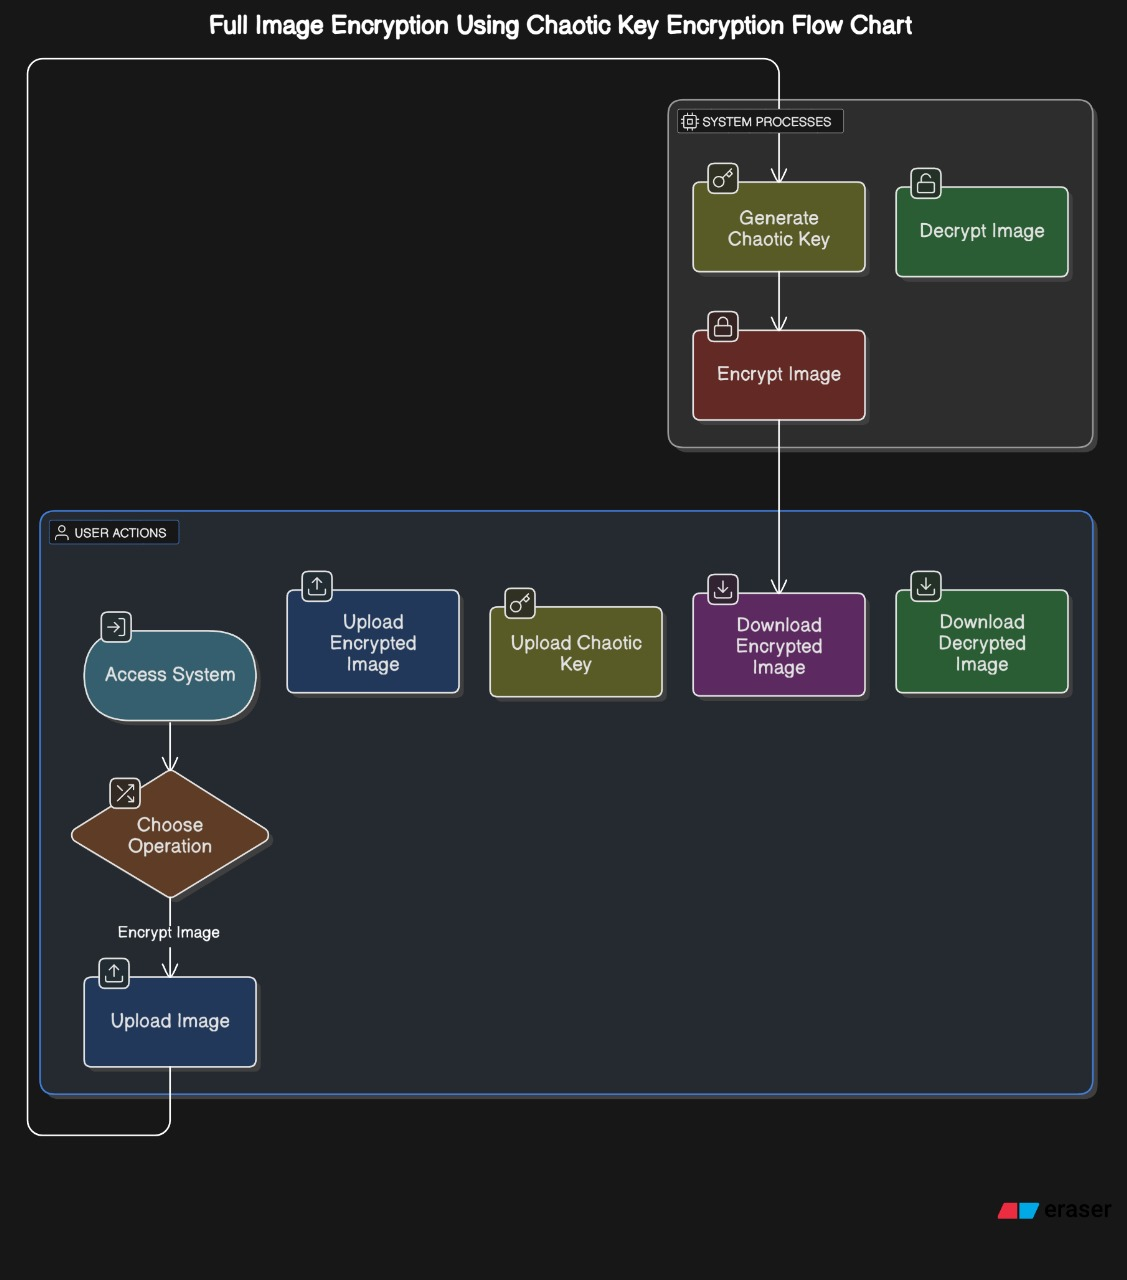 Full Image Encryption Using Chaotic Key Encryption Flow Chart
SYSTEM PROCESSES
Generate
Chaotic Key
Decrypt Image
Encrypt Image
USER ACTIONS
Access System
Upload
Encrypted
Image
Upload Chaotic
Key
Download
Encrypted
Image
Download
Decrypted
Image
Choose
Operation
Encrypt Image
Upload Image
eraser